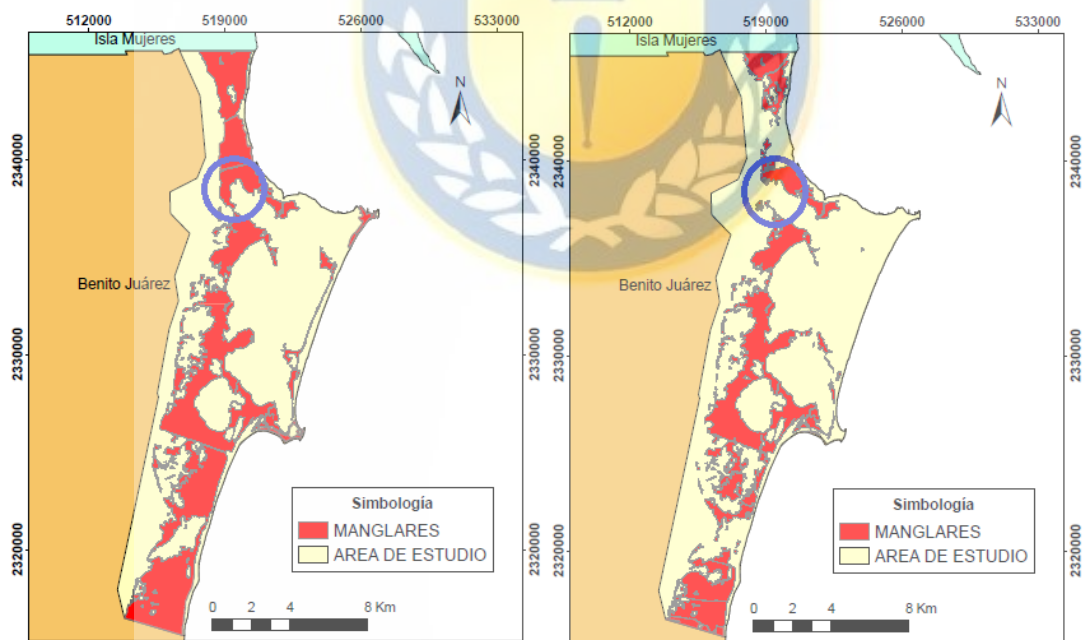 512000 519000 526000 533000
Isla Mujeres
N
2340000
2340000
Benito Juárez
2330000
2330000
Simbología
MANGLARES
AREA DE ESTUDIO
2320000
2320000
0 2 4 8 Km
512000 519000 526000 533000
Isla Mujeres
N
2340000
2340000
Benito Juárez
2330000
2330000
Simbología
MANGLARES
AREA DE ESTUDIO
2320000
2320000
0 2 4 8 Km